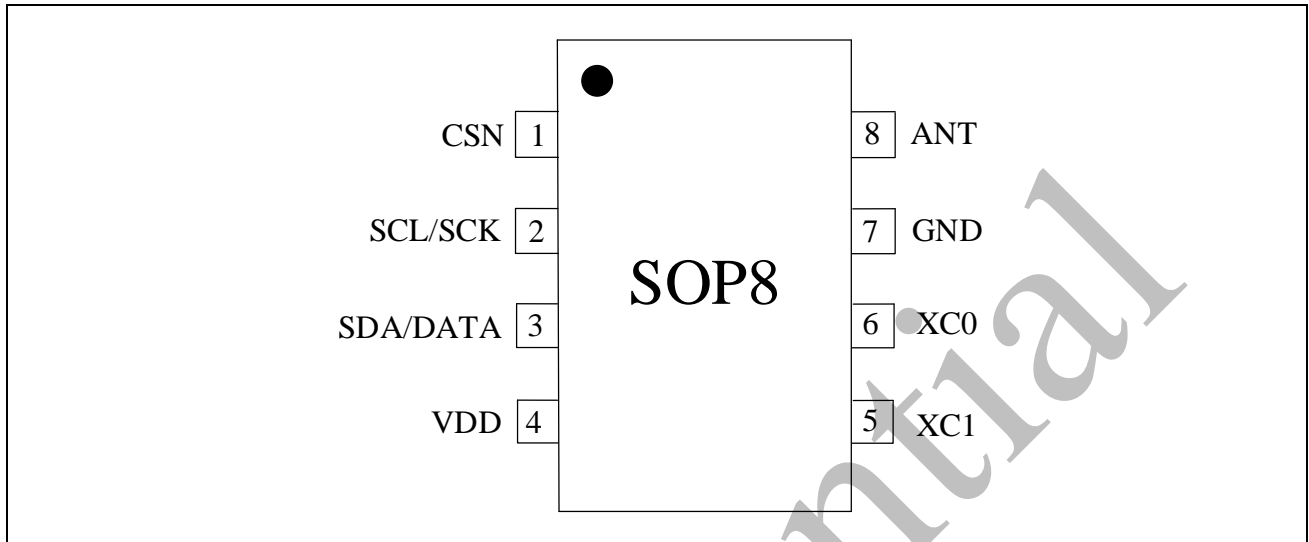 CSN 1
8 ANT
SCL/SCK 2
7 GND
SOP8
SDA/DATA 3
6 XC0
VDD 4
5 XC1
ntial